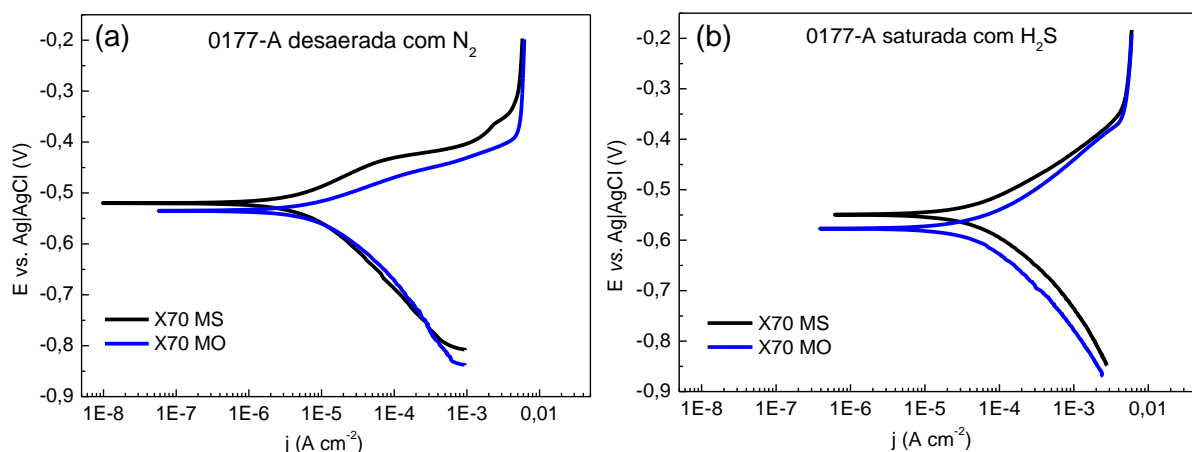 (a)
0177-A desaerada com N2
E vs. Ag|AgCl (V)
-0,2
-0,3
-0,4
-0,5
-0,6
-0,7
-0,8
-0,9
X70 MS
X70 MO
1E-8 1E-7 1E-6 1E-5 1E-4 1E-3 0,01
j (A cm-2)
(b)
0177-A saturada com H2S
E vs. Ag|AgCl (V)
-0,2
-0,3
-0,4
-0,5
-0,6
-0,7
-0,8
-0,9
X70 MS
X70 MO
1E-8 1E-7 1E-6 1E-5 1E-4 1E-3 0,01
j (A cm-2)